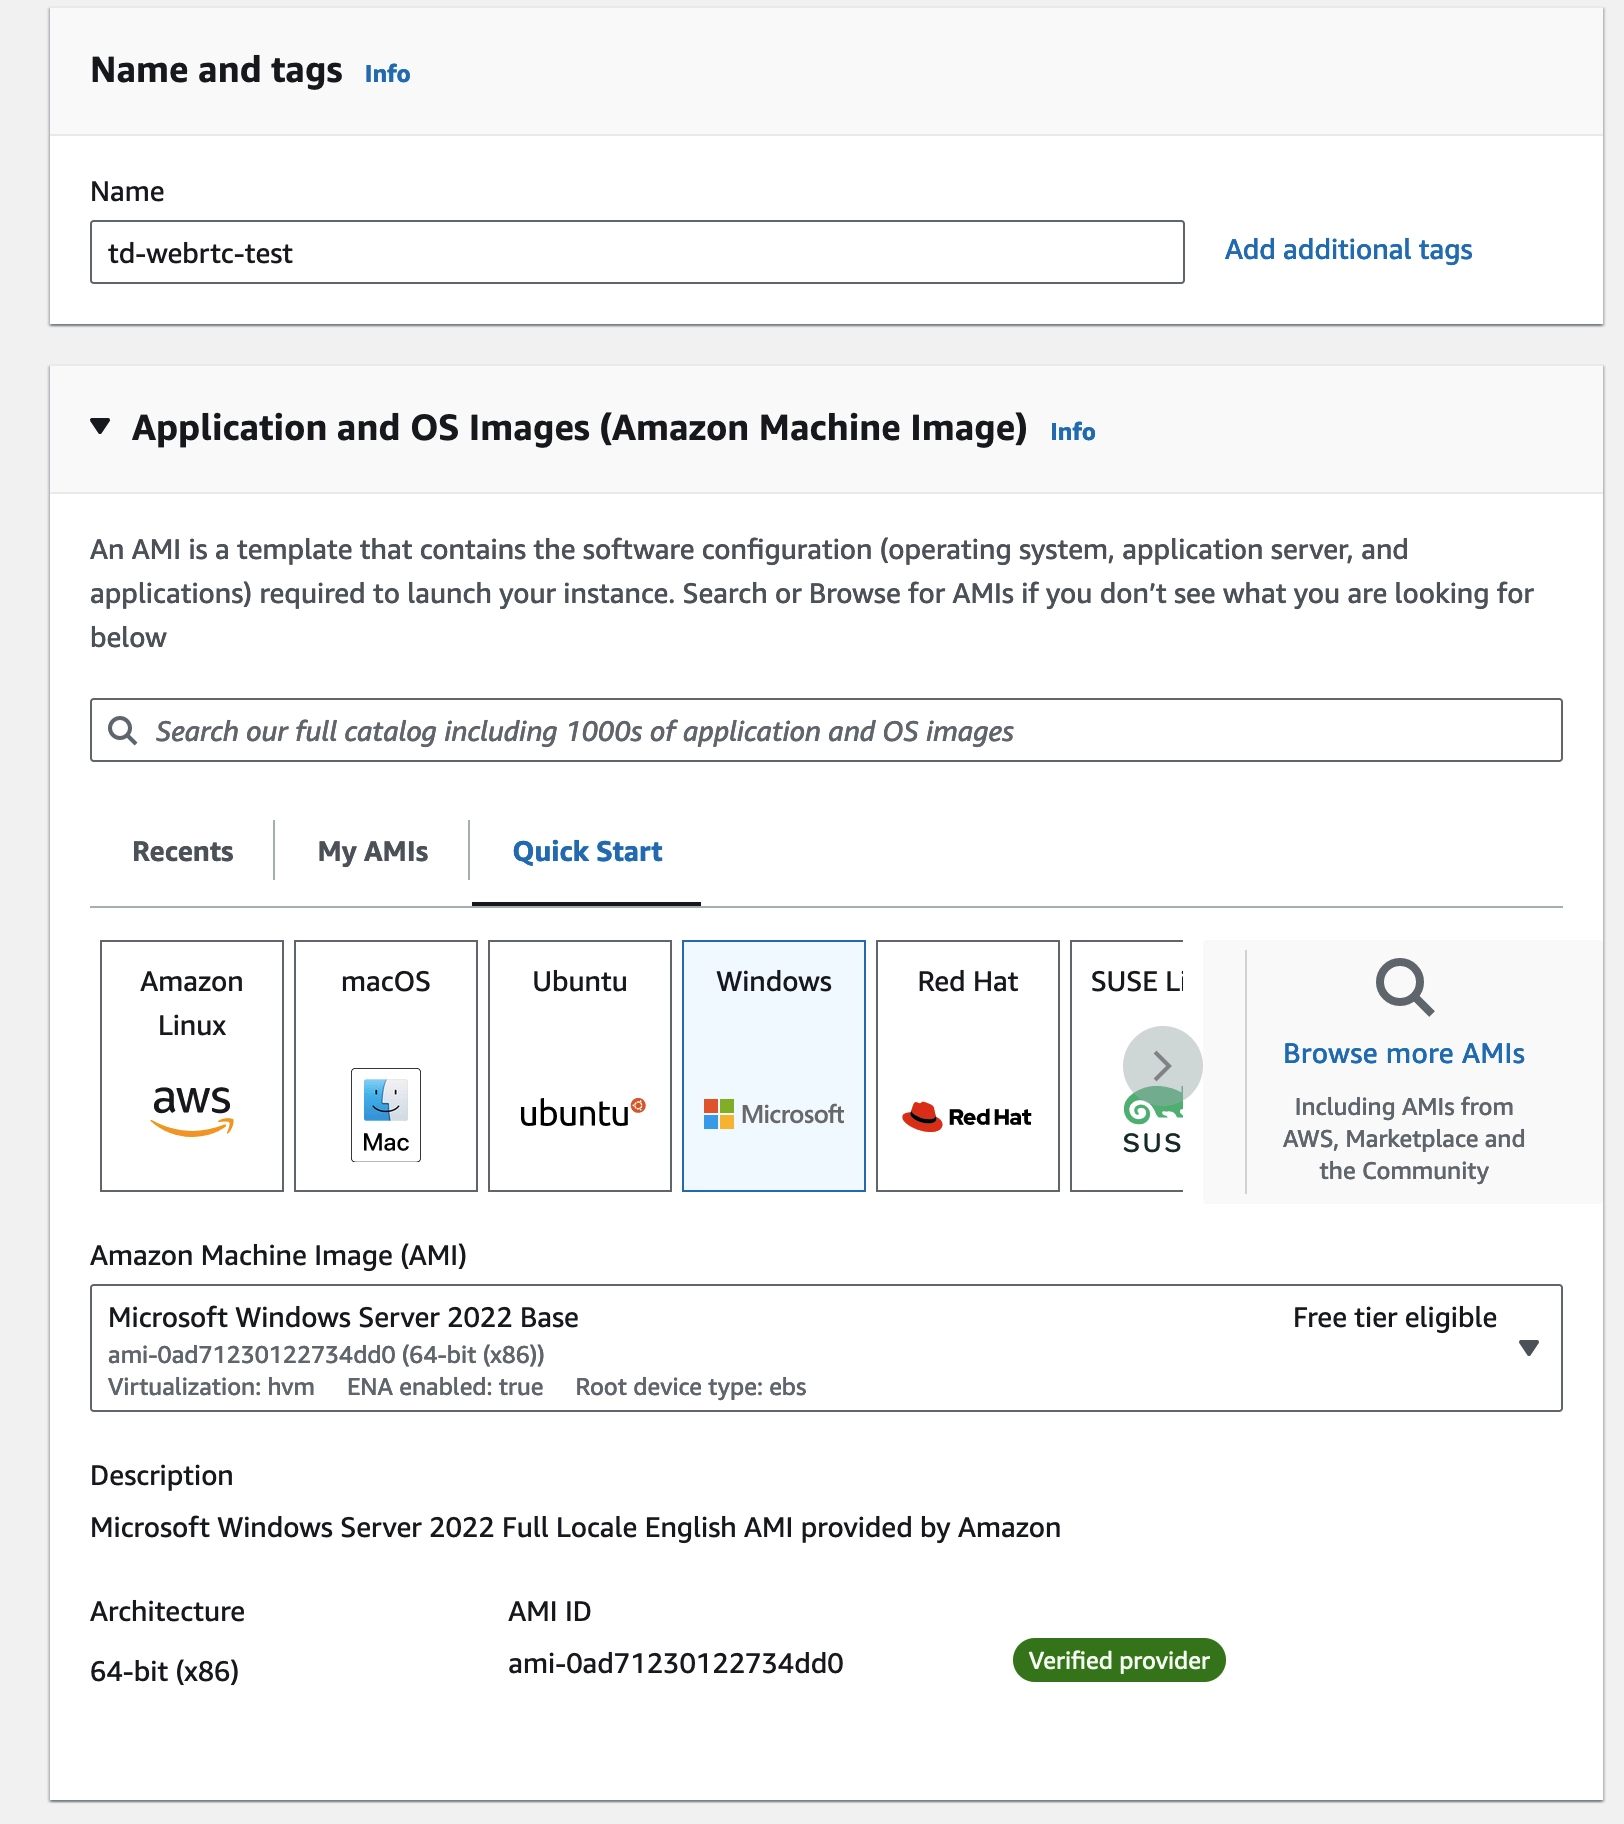 Name and tags Info
Name
td-webrtc-test
Add additional tags
Application and OS Images (Amazon Machine Image) Info
An AMI is a template that contains the software configuration (operating system, application server, and
applications) required to launch your instance. Search or Browse for AMIs if you don’t see what you are looking for
below
Search our full catalog including 1000s of application and OS images
Recents
My AMIs
Quick Start
Amazon
Linux
aws
macOS
Mac
Ubuntu
ubuntu
Windows
Microsoft
Red Hat
Red Hat
SUSE Li
SUS
Browse more AMIs
Including AMIs from
AWS, Marketplace and
the Community
Amazon Machine Image (AMI)
Microsoft Windows Server 2022 Base
Free tier eligible
ami-0ad71230122734dd0 (64-bit (x86))
Virtualization: hvm ENA enabled: true Root device type: ebs
Description
Microsoft Windows Server 2022 Full Locale English AMI provided by Amazon
Architecture
64-bit (x86)
AMI ID
ami-0ad71230122734dd0
Verified provider